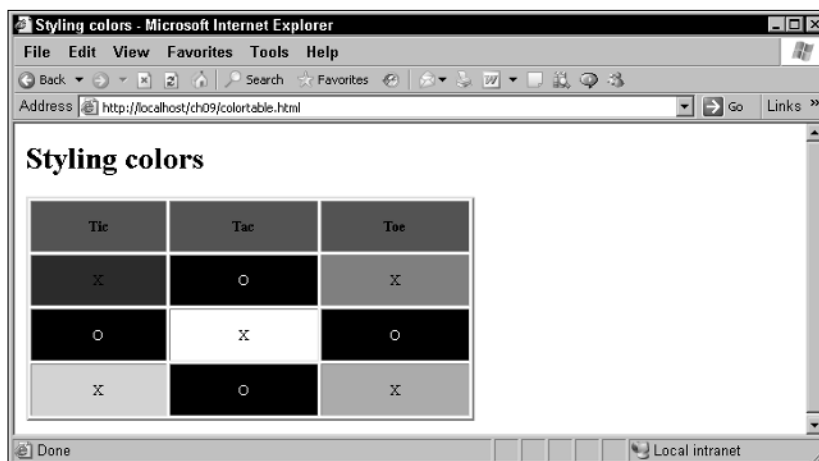 Styling colors - Microsoft Internet Explorer
File Edit View Favorites Tools Help
Back Search Favorites
Address http://localhost/ch09/colortable.html Go Links »
Styling colors
Tic Tac Toe
X O X
O X O
X O X
Done Local intranet